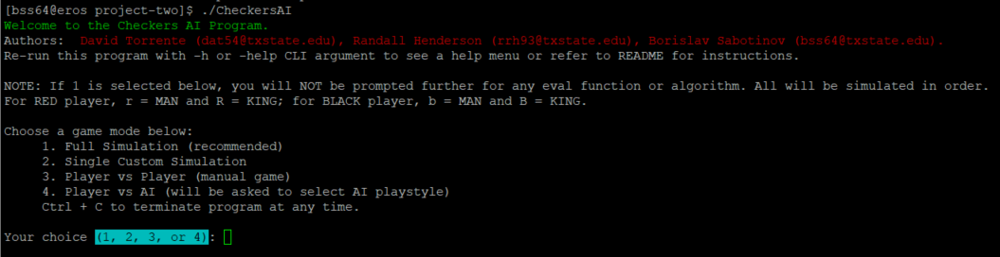 [bss64@eros project-two]$ ./CheckersAI
Welcome to the Checkers AI Program.
Authors:  David Torrente (dat54@txstate.edu), Randall Henderson (rrh93@txstate.edu), Borislav Sabotinov (bss64@txstate.edu).
Re-run this program with -h or -help CLI argument to see a help menu or refer to README for instructions.
NOTE: If 1 is selected below, you will NOT be prompted further for any eval function or algorithm. All will be simulated in order.
For RED player, r = MAN and R = KING; for BLACK player, b = MAN and B = KING.
Choose a game mode below:
1. Full Simulation (recommended)
2. Single Custom Simulation
3. Player vs Player (manual game)
4. Player vs AI (will be asked to select AI playstyle)
Ctrl + C to terminate program at any time.
Your choice (1, 2, 3, or 4):